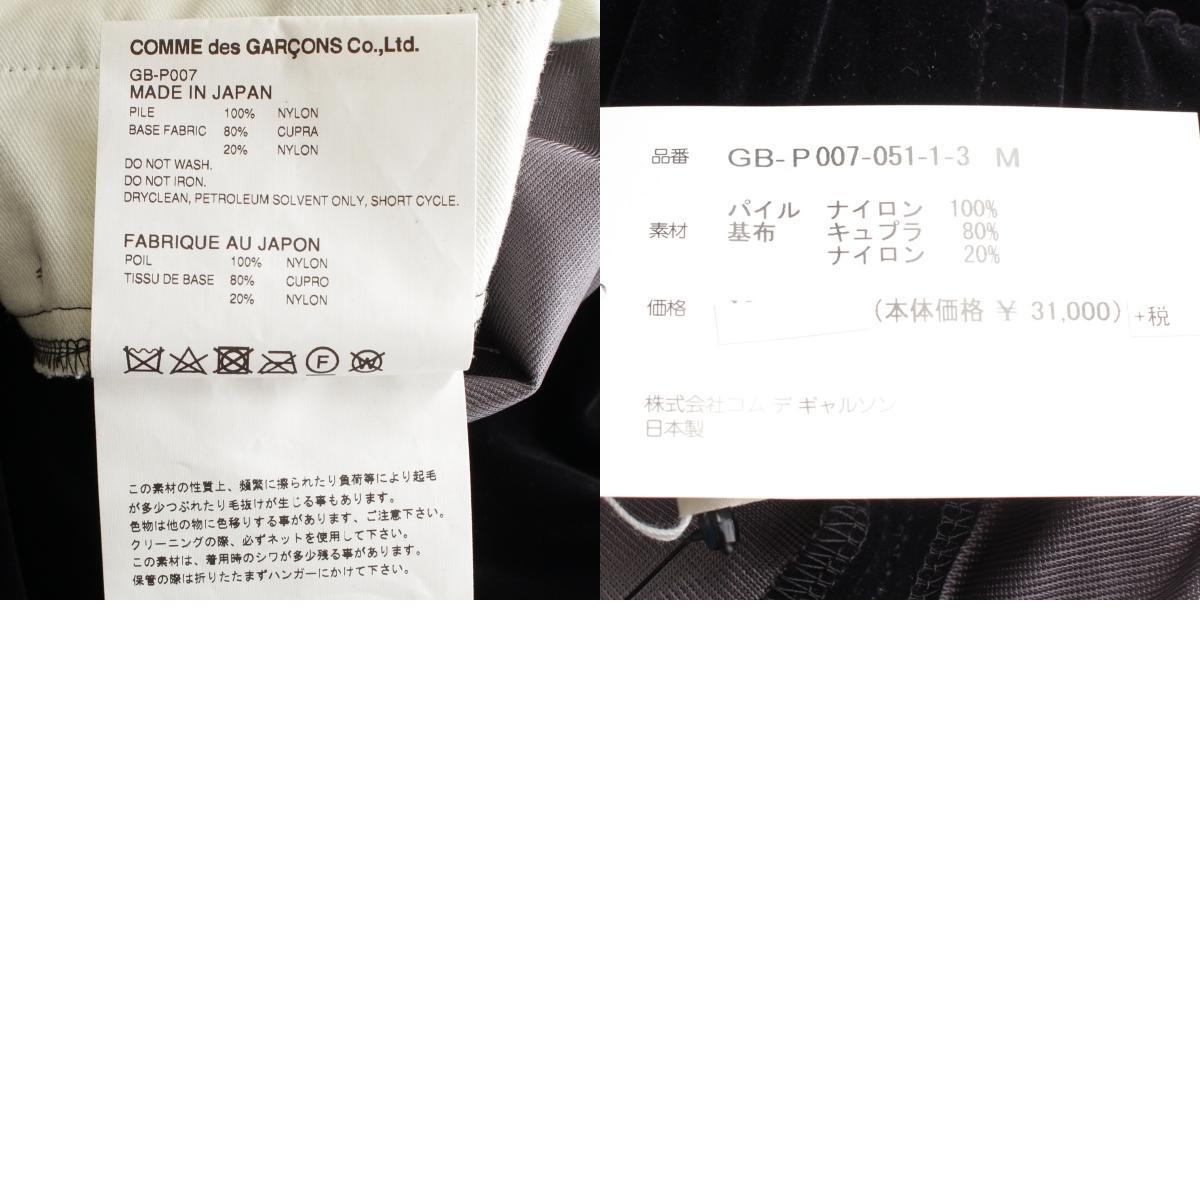 COMME des GARÇONS Co.,Ltd.
GB-P007
MADE IN JAPAN
PILE 100% NYLON
BASE FABRIC 80% CUPRA
20% NYLON
DO NOT WASH.
DO NOT IRON.
DRYCLEAN, PETROLEUM SOLVENT ONLY, SHORT CYCLE.
FABRIQUE AU JAPON
POIL 100% NYLON
TISSU DE BASE 80% CUPRO
20% NYLON
F
W
この素材の性質上、頻繁に擦られたり負荷等により起毛
が多少つぶれたり毛抜けが生じる事もあります。
色物は他の物に色移りする事があります、ご注意下さい。
クリーニングの際、必ずネットを使用して下さい。
この素材は、着用時のシワが多少残る事があります。
保管の際は折りたたまずハンガーにかけて下さい。
品番 GB-P007-051-1-3 M
素材 パイル ナイロン 100%
基布 キュプラ 80%
ナイロン 20%
価格 (本体価格 ¥ 31,000) +税
株式会社コム デ ギャルソン
日本製